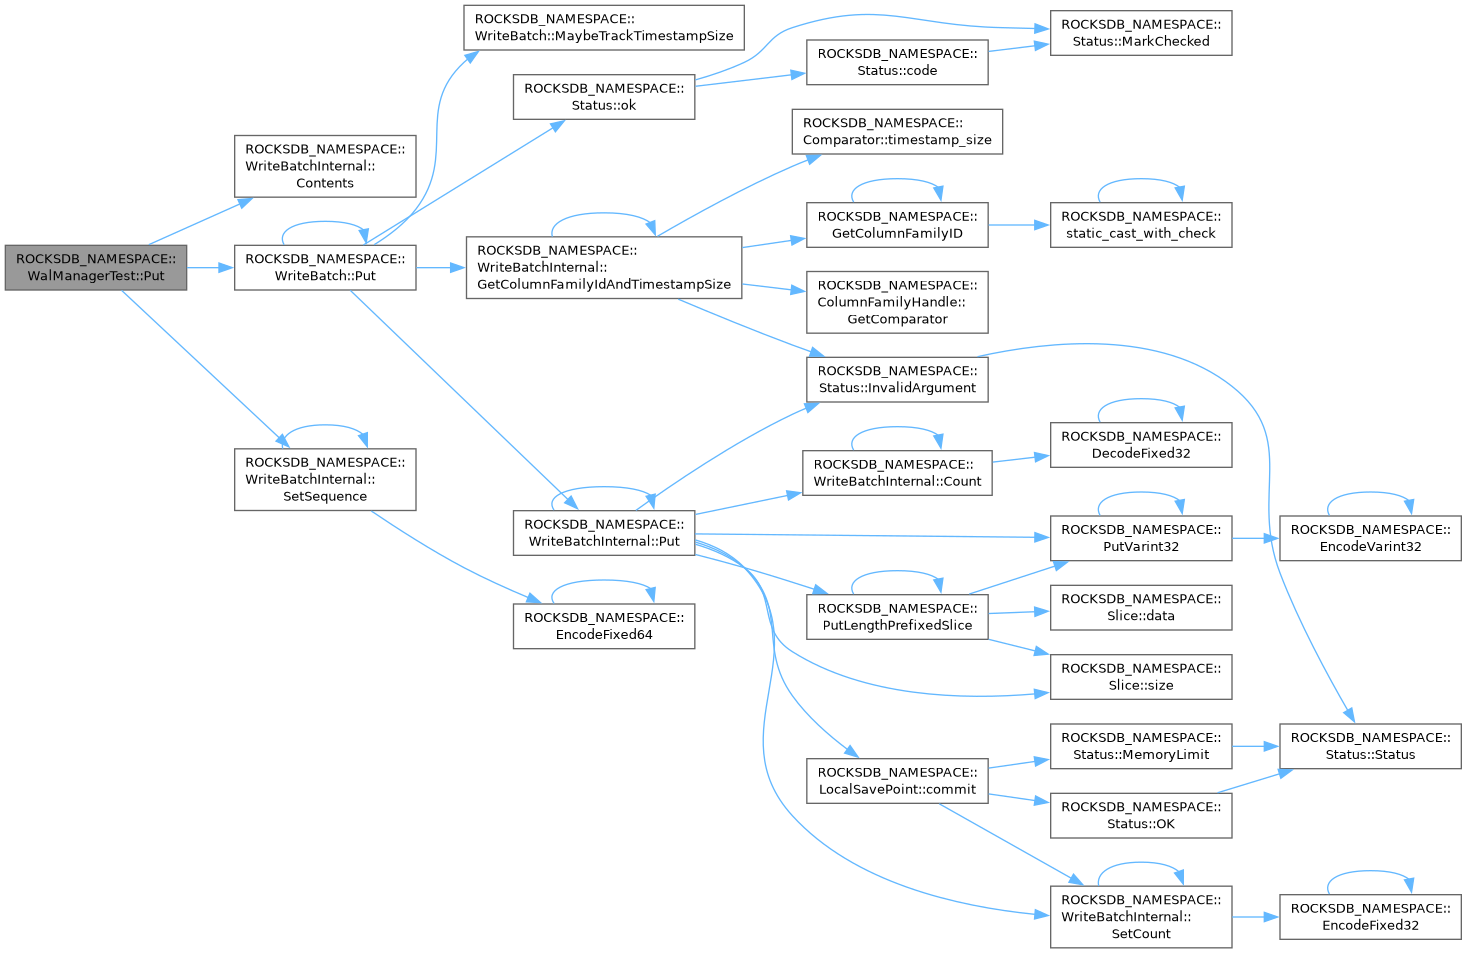 ROCKSDB_NAMESPACE::
WalManagerTest::Put
ROCKSDB_NAMESPACE::
WriteBatchInternal::
Contents
ROCKSDB_NAMESPACE::
WriteBatch::Put
ROCKSDB_NAMESPACE::
WriteBatchInternal::
SetSequence
ROCKSDB_NAMESPACE::
WriteBatch::MaybeTrackTimestampSize
ROCKSDB_NAMESPACE::
Status::ok
ROCKSDB_NAMESPACE::
WriteBatchInternal::
GetColumnFamilyIdAndTimestampSize
ROCKSDB_NAMESPACE::
WriteBatchInternal::Put
ROCKSDB_NAMESPACE::
EncodeFixed64
ROCKSDB_NAMESPACE::
Status::code
ROCKSDB_NAMESPACE::
Comparator::timestamp_size
ROCKSDB_NAMESPACE::
GetColumnFamilyID
ROCKSDB_NAMESPACE::
ColumnFamilyHandle::
GetComparator
ROCKSDB_NAMESPACE::
Status::InvalidArgument
ROCKSDB_NAMESPACE::
WriteBatchInternal::Count
ROCKSDB_NAMESPACE::
PutLengthPrefixedSlice
ROCKSDB_NAMESPACE::
LocalSavePoint::commit
ROCKSDB_NAMESPACE::
Status::MarkChecked
ROCKSDB_NAMESPACE::
static_cast_with_check
ROCKSDB_NAMESPACE::
DecodeFixed32
ROCKSDB_NAMESPACE::
PutVarint32
ROCKSDB_NAMESPACE::
Slice::data
ROCKSDB_NAMESPACE::
Slice::size
ROCKSDB_NAMESPACE::
Status::MemoryLimit
ROCKSDB_NAMESPACE::
Status::OK
ROCKSDB_NAMESPACE::
WriteBatchInternal::
SetCount
ROCKSDB_NAMESPACE::
EncodeVarint32
ROCKSDB_NAMESPACE::
Status::Status
ROCKSDB_NAMESPACE::
EncodeFixed32